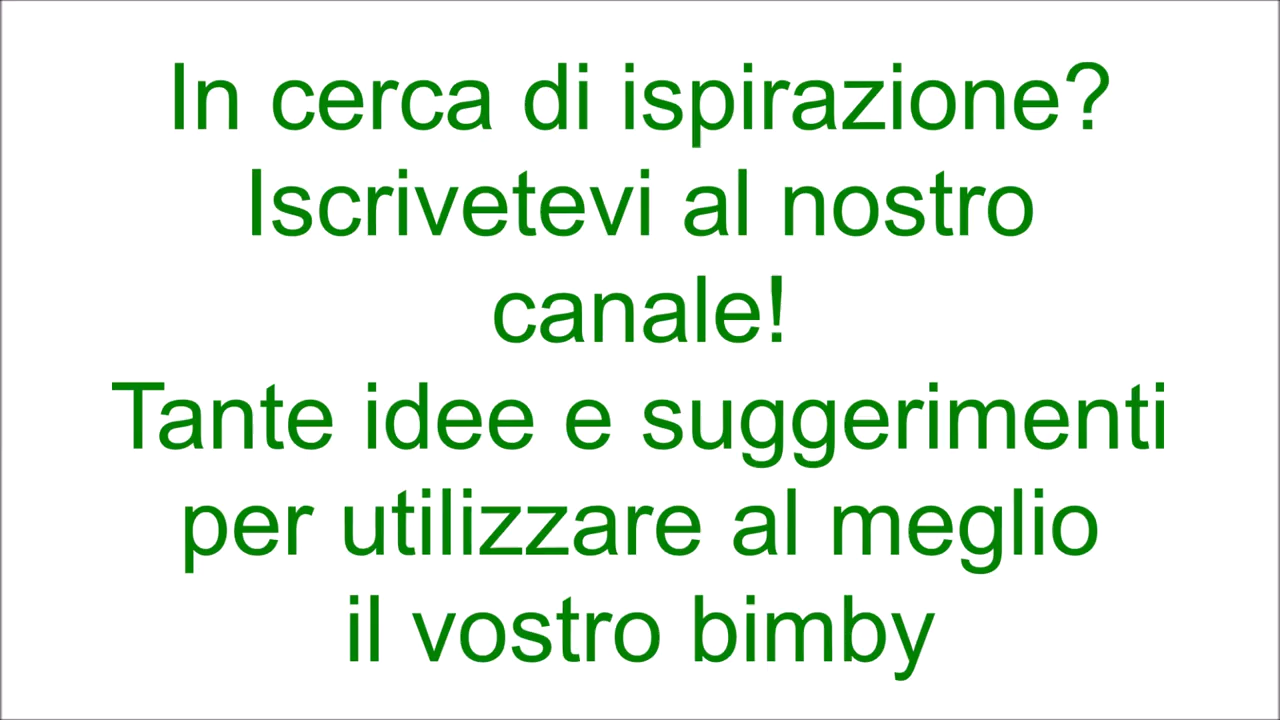 In cerca di ispirazione?
Iscrivetevi al nostro
canale!
Tante idee e suggerimenti
per utilizzare al meglio
il vostro bimby